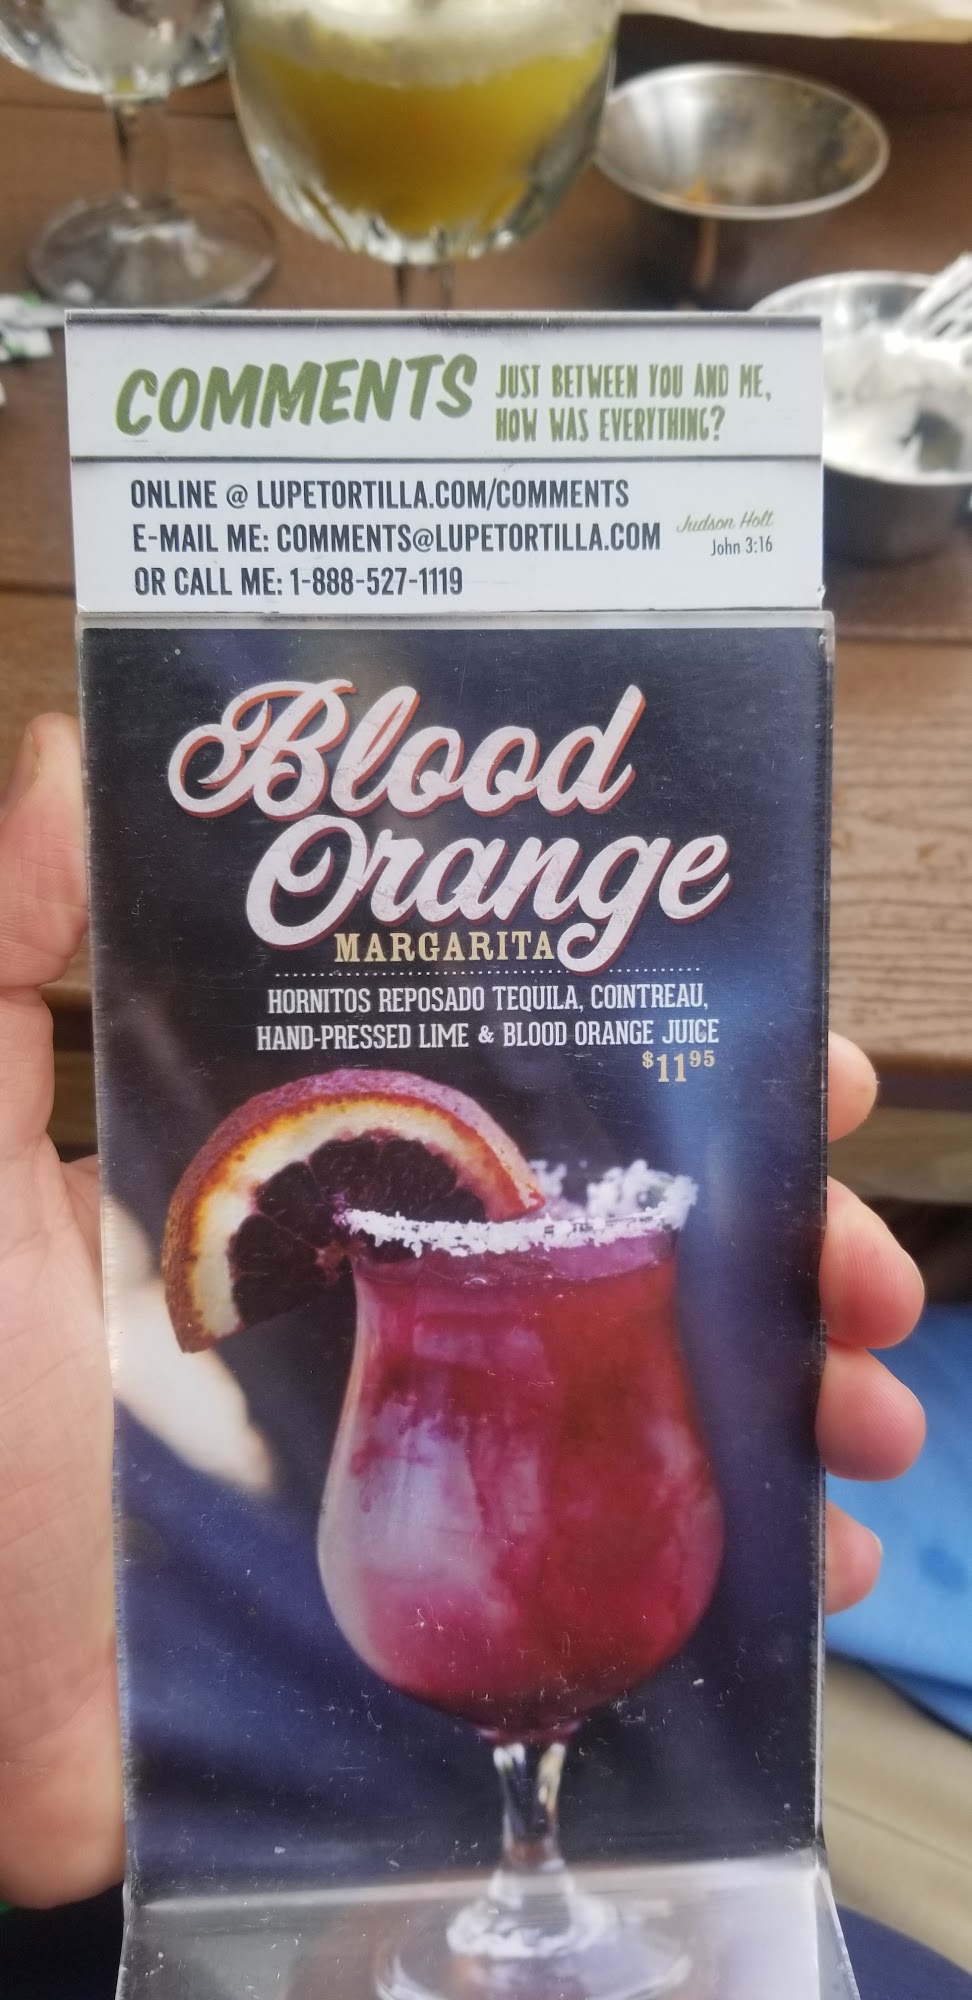 COMMENTS
JUST BETWEEN YOU AND ME,
HOW WAS EVERYTHING?
ONLINE @ LUPETORTILLA.COM/COMMENTS
E-MAIL ME: COMMENTS@LUPETORTILLA.COM
OR CALL ME: 1-888-527-1119
Judson Holt
John 3:16
Blood
Orange
MARGARITA
HORNITOS REPOSADO TEQUILA, COINTREAU,
HAND-PRESSED LIME & BLOOD ORANGE JUICE
$11 95